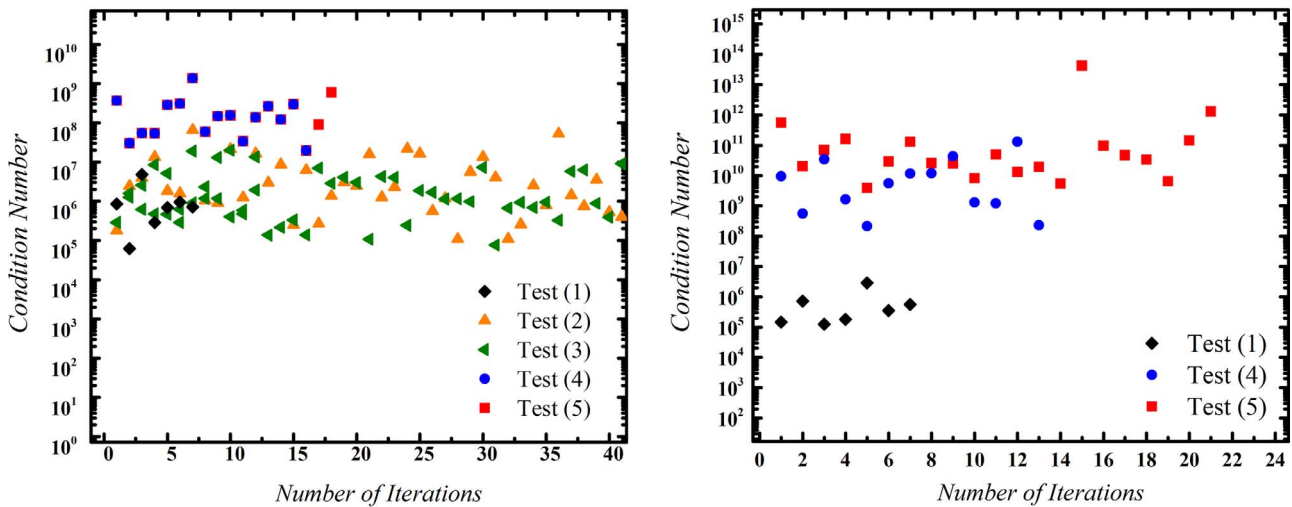 Condition Number
10^10
10^9
10^8
10^7
10^6
10^5
10^4
10^3
10^2
10^1
10^0
0 5 10 15 20 25 30 35 40
Number of Iterations
Test (1)
Test (2)
Test (3)
Test (4)
Test (5)
Condition Number
10^15
10^14
10^13
10^12
10^11
10^10
10^9
10^8
10^7
10^6
10^5
10^4
10^3
10^2
0 2 4 6 8 10 12 14 16 18 20 22 24
Number of Iterations
Test (1)
Test (4)
Test (5)